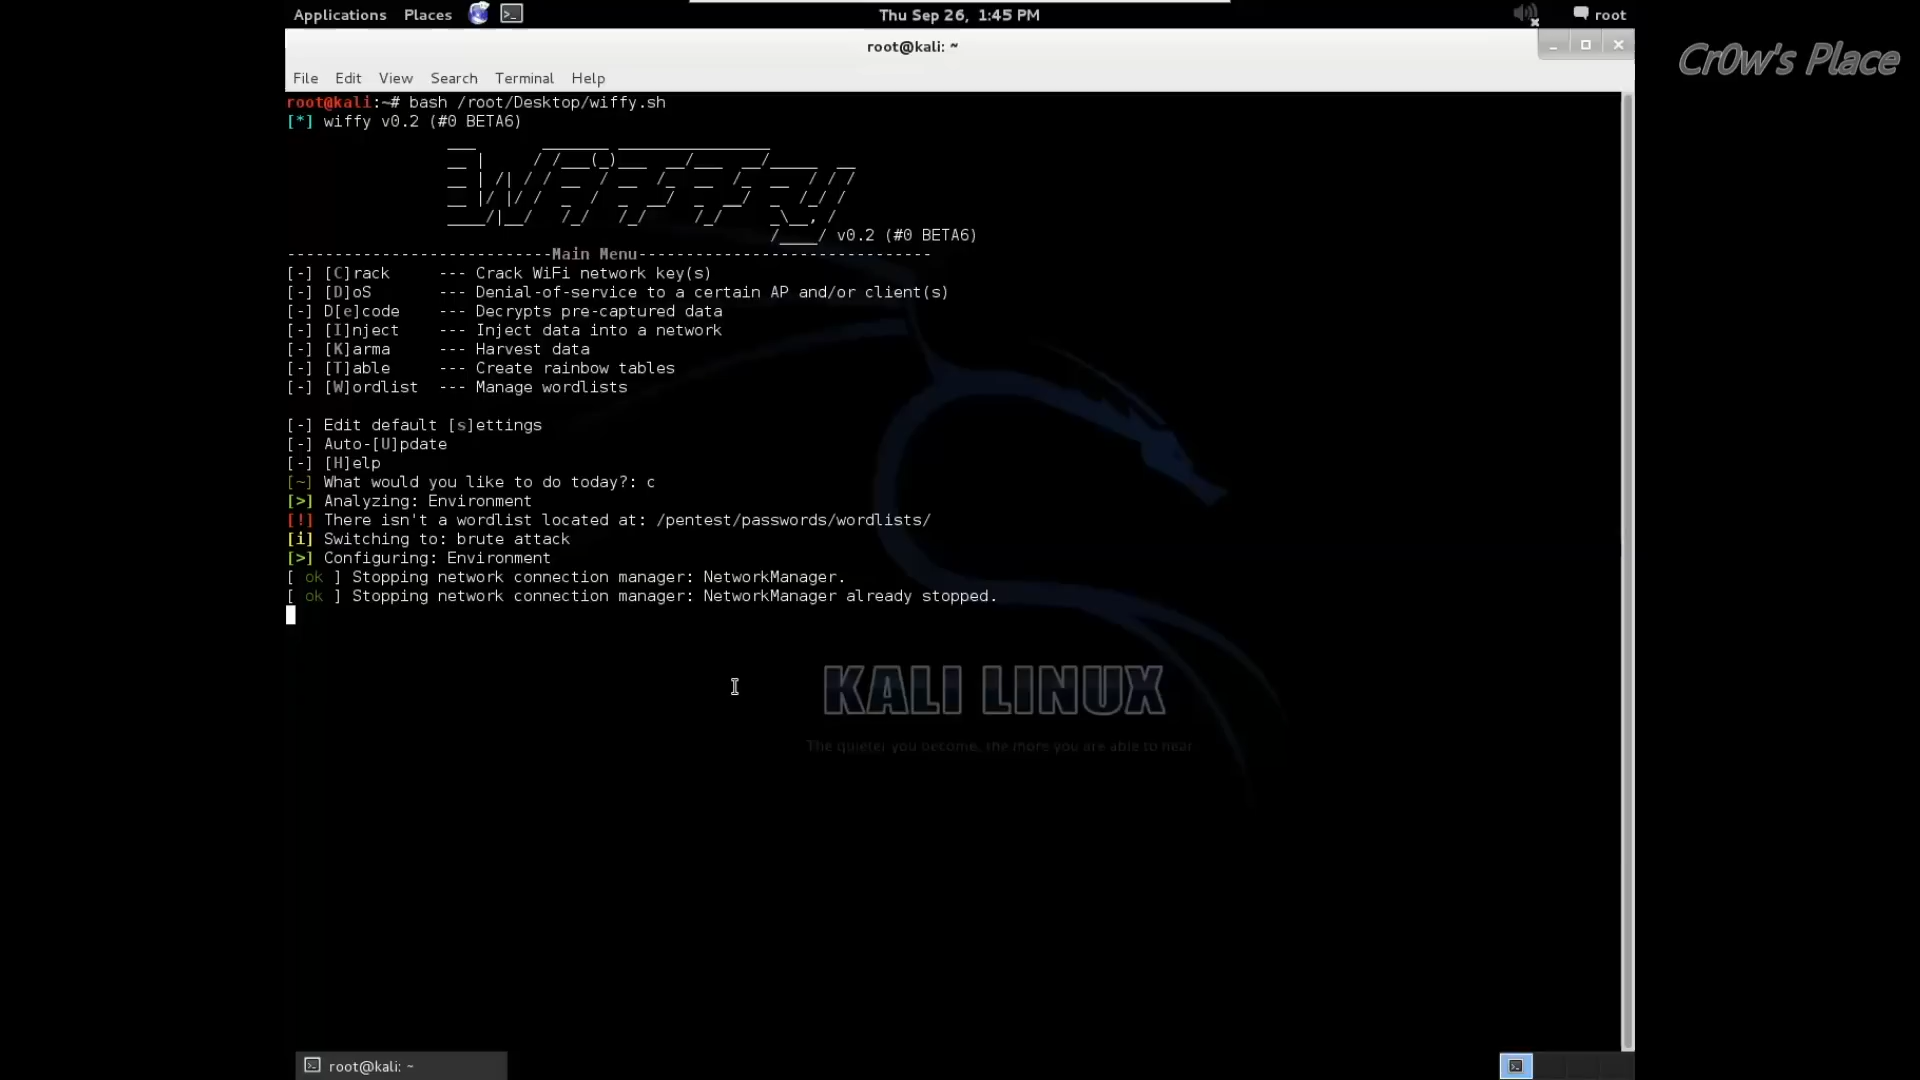 Applications Places Thu Sep 26, 1:45 PM root
root@kali: ~
Cr0w's Place
File Edit View Search Terminal Help
root@kali:~# bash /root/Desktop/wiffy.sh
[*] wiffy v0.2 (#0 BETA6)
Wiffy
v0.2 (#0 BETA6)
----------------------------Main Menu-------------------------------
[-] [C]rack --- Crack WiFi network key(s)
[-] [D]oS --- Denial-of-service to a certain AP and/or client(s)
[-] D[e]code --- Decrypts pre-captured data
[-] [I]nject --- Inject data into a network
[-] [K]arma --- Harvest data
[-] [T]able --- Create rainbow tables
[-] [W]ordlist --- Manage wordlists
[-] Edit default [s]ettings
[-] Auto-[U]pdate
[-] [H]elp
[~] What would you like to do today?: c
[>] Analyzing: Environment
[!] There isn't a wordlist located at: /pentest/passwords/wordlists/
[i] Switching to: brute attack
[>] Configuring: Environment
[ ok ] Stopping network connection manager: NetworkManager.
[ ok ] Stopping network connection manager: NetworkManager already stopped.
KALI LINUX
The quieter you become, the more you are able to hear
root@kali: ~